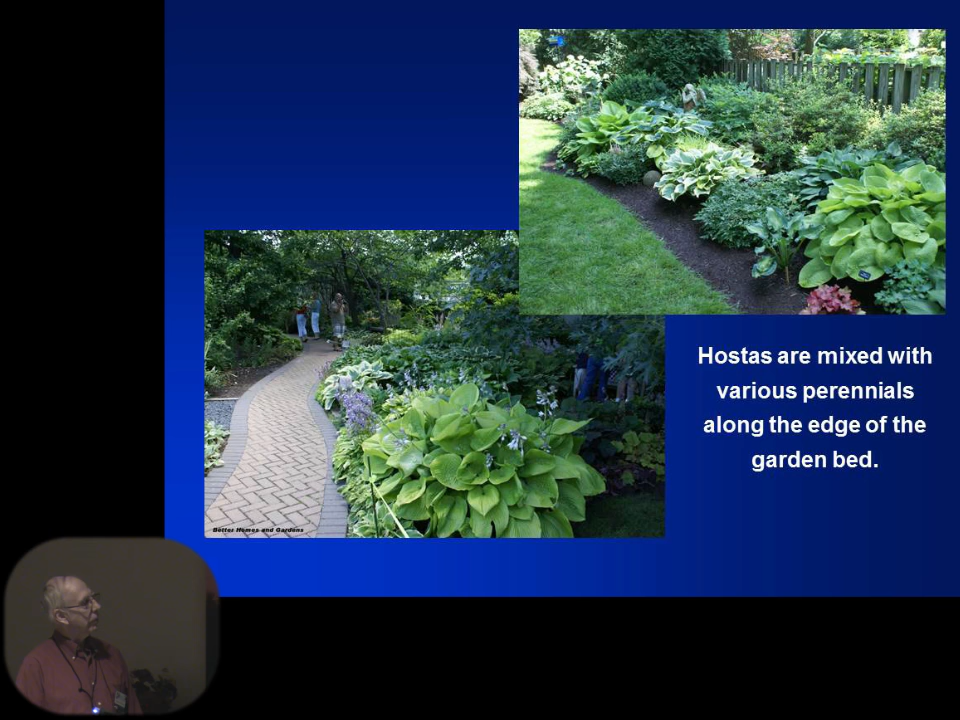 Hostas are mixed with
various perennials
along the edge of the
garden bed.
Better Homes and Gardens